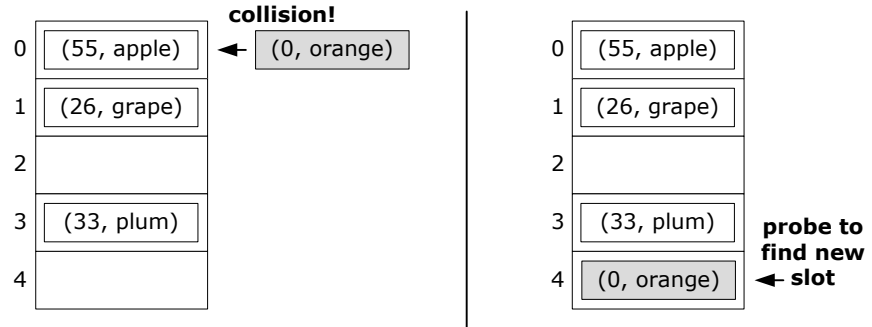 collision!
0 (55, apple) (0, orange)
1 (26, grape)
2
3 (33, plum)
4
0 (55, apple)
1 (26, grape)
2
3 (33, plum)
4 (0, orange)
probe to
find new
slot